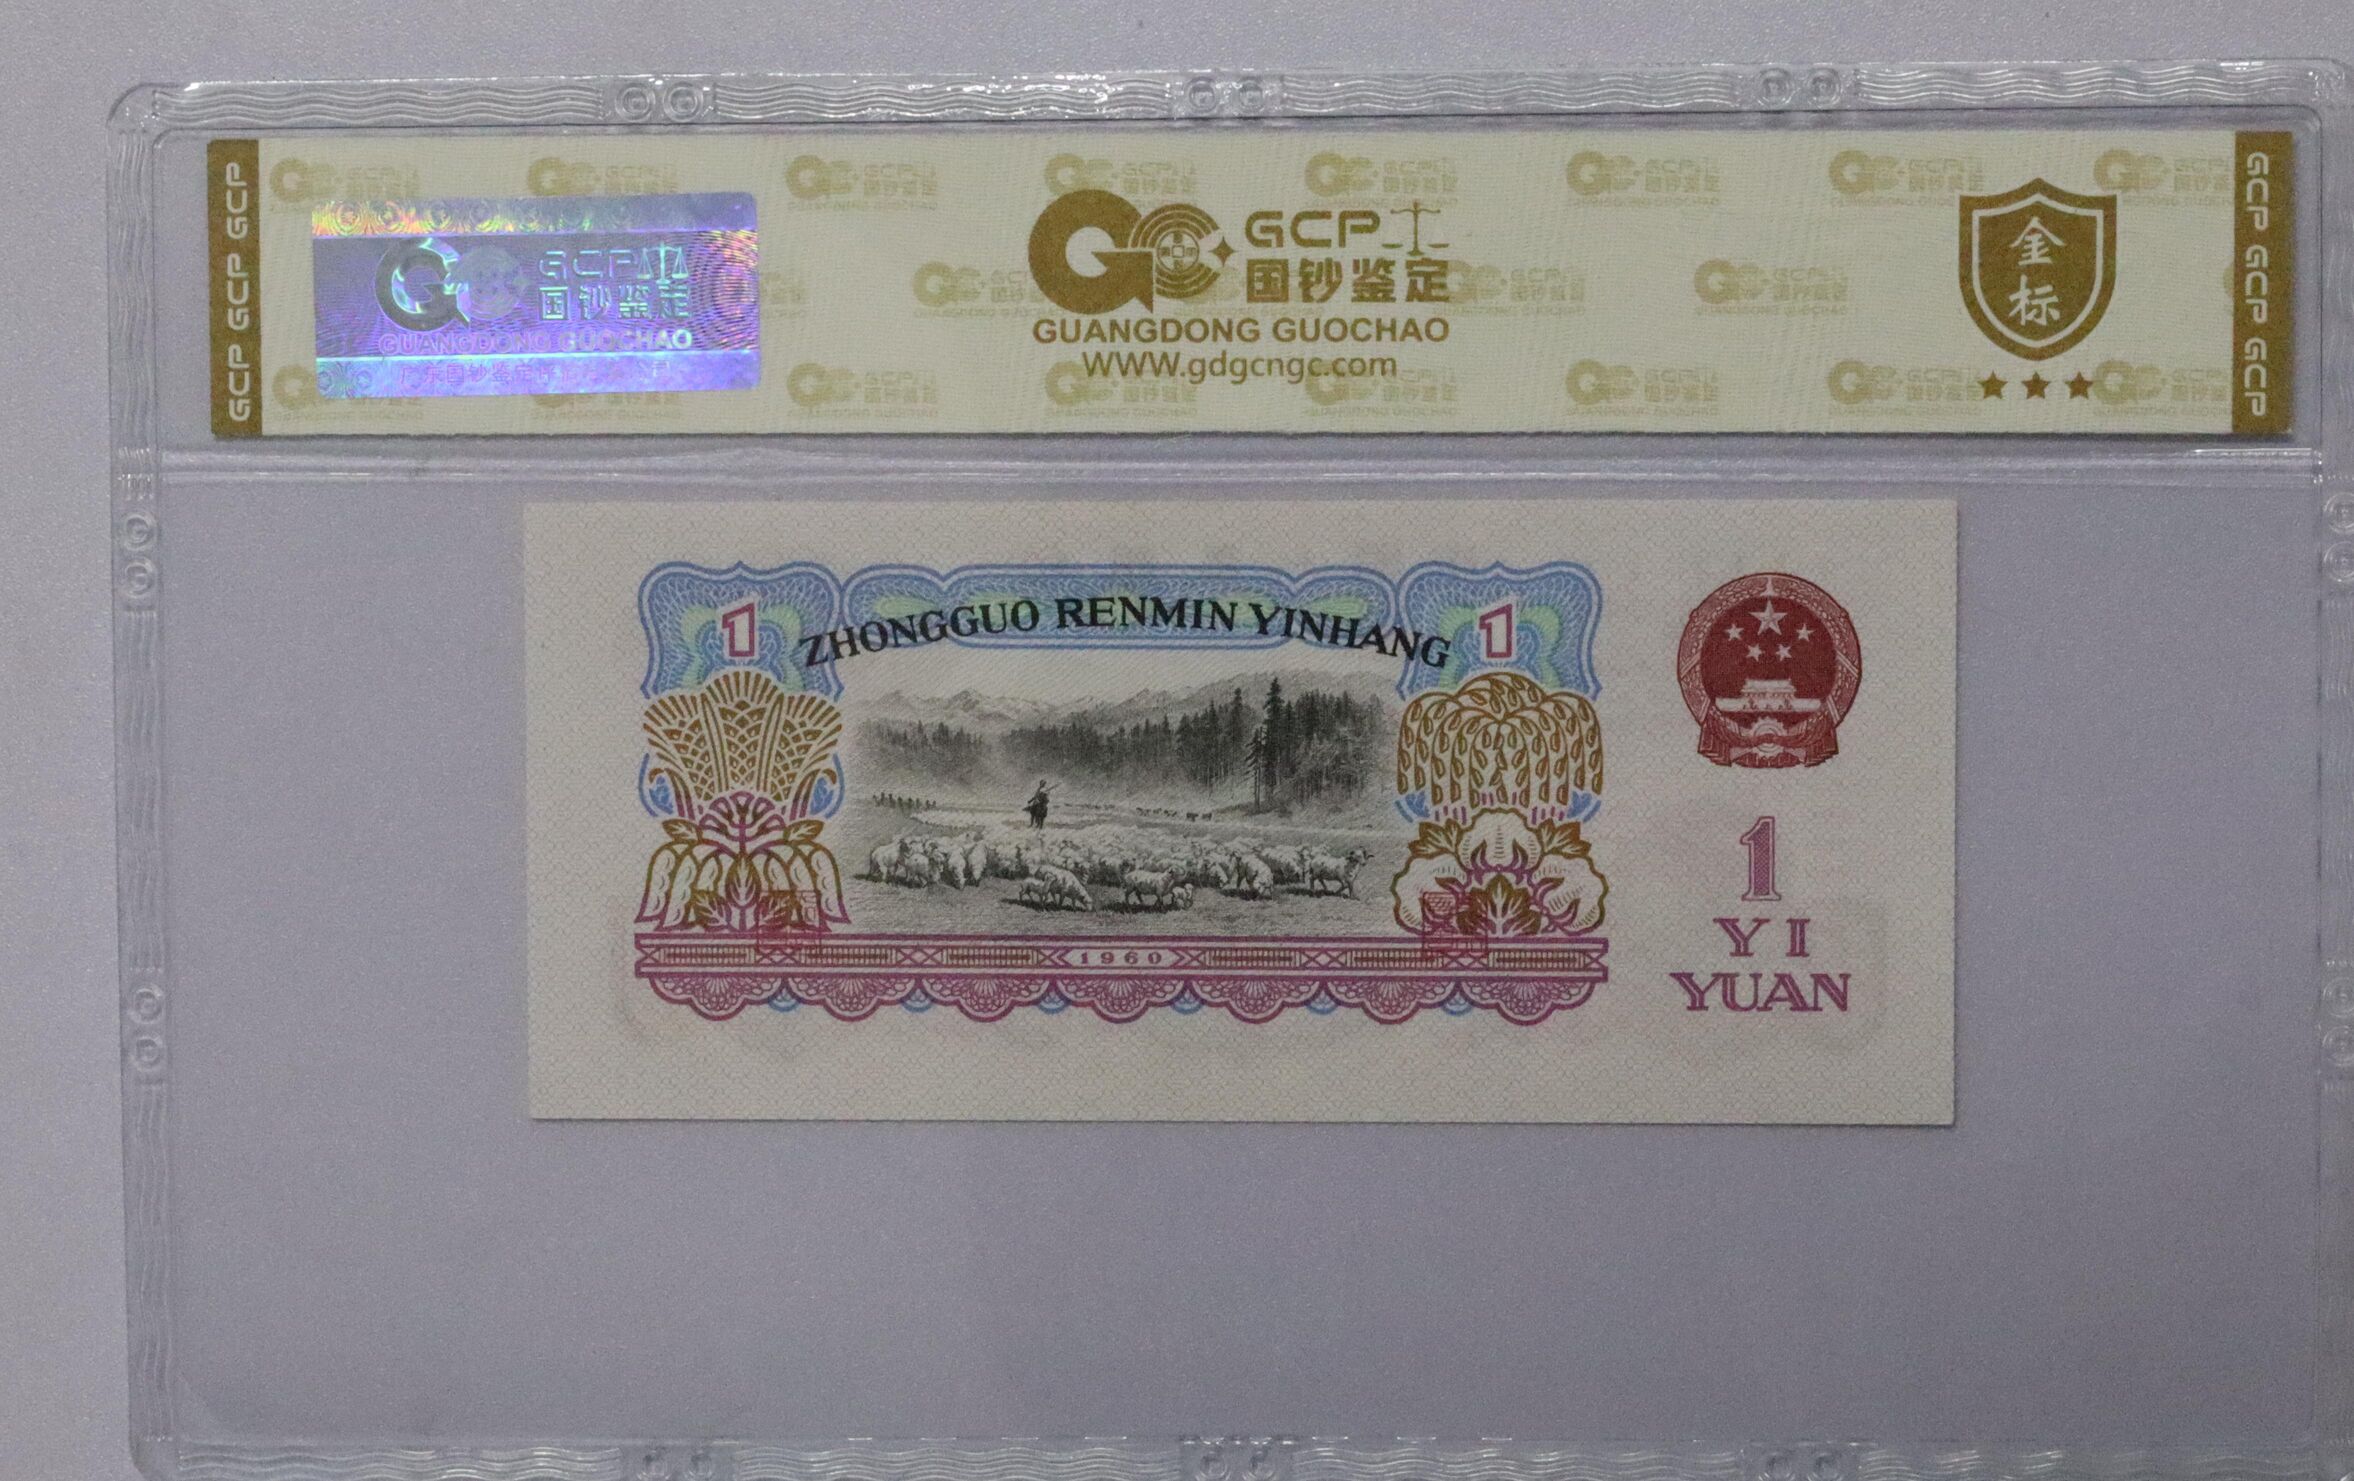 GCP GCP GCP
GCP
国钞鉴定
GUANGDONG GUOCHAO
GCP
国钞鉴定
GUANGDONG GUOCHAO
WWW.gdgcngc.com
金
标
GCP GCP GCP
ZHONGGUO RENMIN YINHANG
1
1
1960
1
YI
YUAN